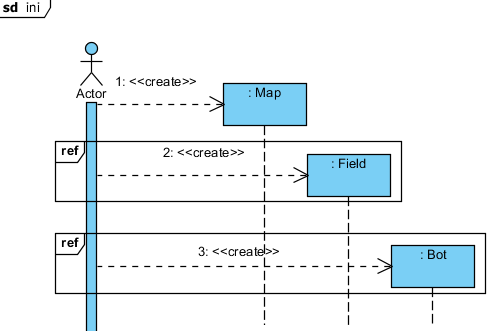 sd ini
1: <<create>>
Actor
: Map
ref
2: <<create>>
: Field
ref
3: <<create>>
: Bot